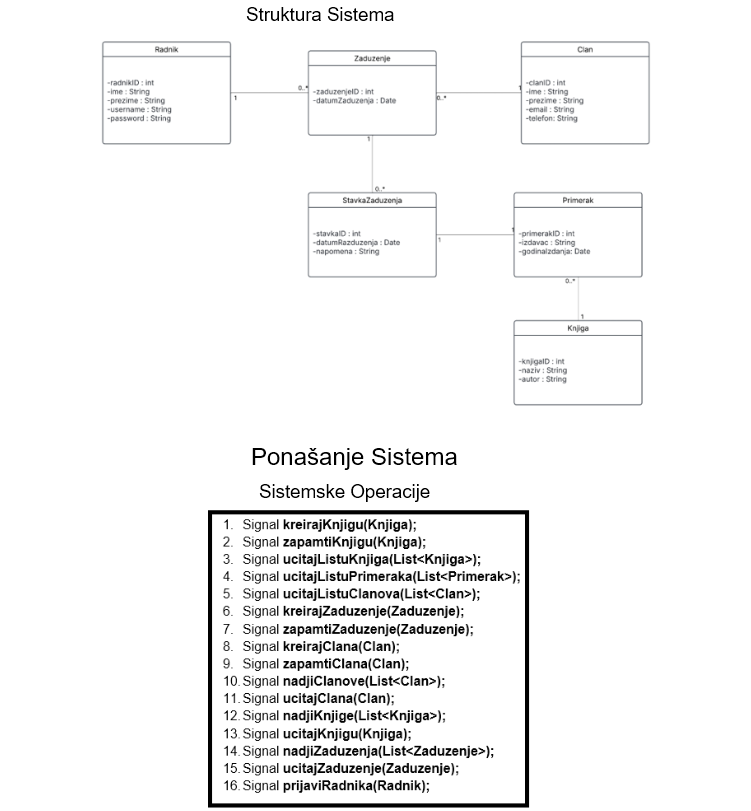 Struktura Sistema
Radnik
-radnikID : int
-ime : String
-prezime : String
-username : String
-password : String
1
0..*
Zaduzenje
-zaduzenjeID : int
-datumZaduzenja : Date
0..*
1
Clan
-clanID : int
-ime : String
-prezime : String
-email : String
-telefon: String
1
0..*
StavkaZaduzenja
-stavkaID : int
-datumRazduzenja : Date
-napomena : String
1
1
Primerak
-primerakID : int
-izdavac : String
-godinaIzdanja: Date
0..*
1
Knjiga
-knjigaID : int
-naziv : String
-autor : String
Ponašanje Sistema
Sistemske Operacije
1. Signal kreirajKnjigu(Knjiga);
2. Signal zapamtiKnjigu(Knjiga);
3. Signal ucitajListuKnjiga(List<Knjiga>);
4. Signal ucitajListuPrimeraka(List<Primerak>);
5. Signal ucitajListuClanova(List<Clan>);
6. Signal kreirajZaduzenje(Zaduzenje);
7. Signal zapamtiZaduzenje(Zaduzenje);
8. Signal kreirajClana(Clan);
9. Signal zapamtiClana(Clan);
10. Signal nadjiClanove(List<Clan>);
11. Signal ucitajClana(Clan);
12. Signal nadjiKnjige(List<Knjiga>);
13. Signal ucitajKnjigu(Knjiga);
14. Signal nadjiZaduzenja(List<Zaduzenje>);
15. Signal ucitajZaduzenje(Zaduzenje);
16. Signal prijaviRadnika(Radnik);